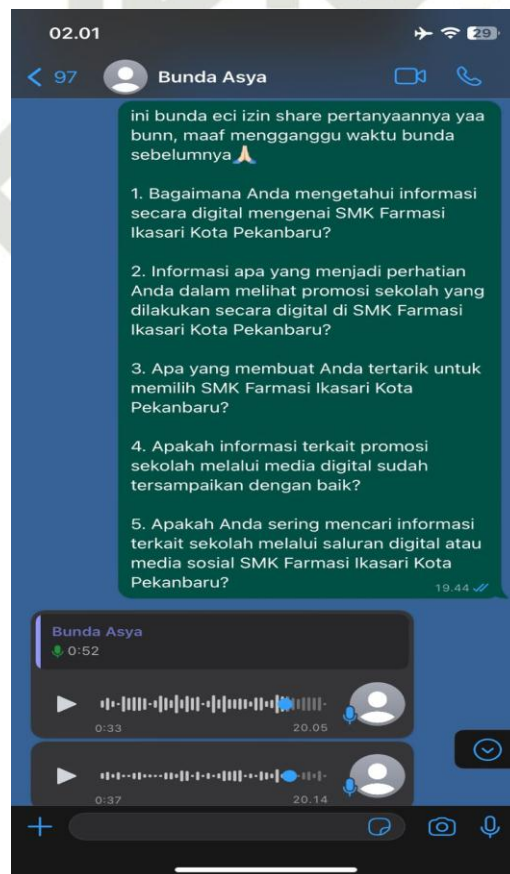 02.01
29
97
Bunda Asya
ini bunda eci izin share pertanyaannya yaa
bunn, maaf mengganggu waktu bunda
sebelumnya🙏🏻
1. Bagaimana Anda mengetahui informasi
secara digital mengenai SMK Farmasi
Ikasari Kota Pekanbaru?
2. Informasi apa yang menjadi perhatian
Anda dalam melihat promosi sekolah yang
dilakukan secara digital di SMK Farmasi
Ikasari Kota Pekanbaru?
3. Apa yang membuat Anda tertarik untuk
memilih SMK Farmasi Ikasari Kota
Pekanbaru?
4. Apakah informasi terkait promosi
sekolah melalui media digital sudah
tersampaikan dengan baik?
5. Apakah Anda sering mencari informasi
terkait sekolah melalui saluran digital atau
media sosial SMK Farmasi Ikasari Kota
Pekanbaru?
19.44
Bunda Asya
0:52
0:33
20.05
0:37
20.14